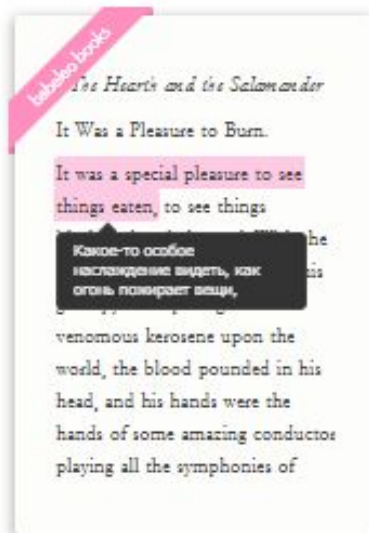 bebeleo books
The Hearth and the Salamander
It Was a Pleasure to Burn.
It was a special pleasure to see
things eaten, to see things
he
Какое-то особое
наслаждение видеть, как
огонь пожирает вещи,
his
venomous kerosene upon the
world, the blood pounded in his
head, and his hands were the
hands of some amazing conductor
playing all the symphonies of